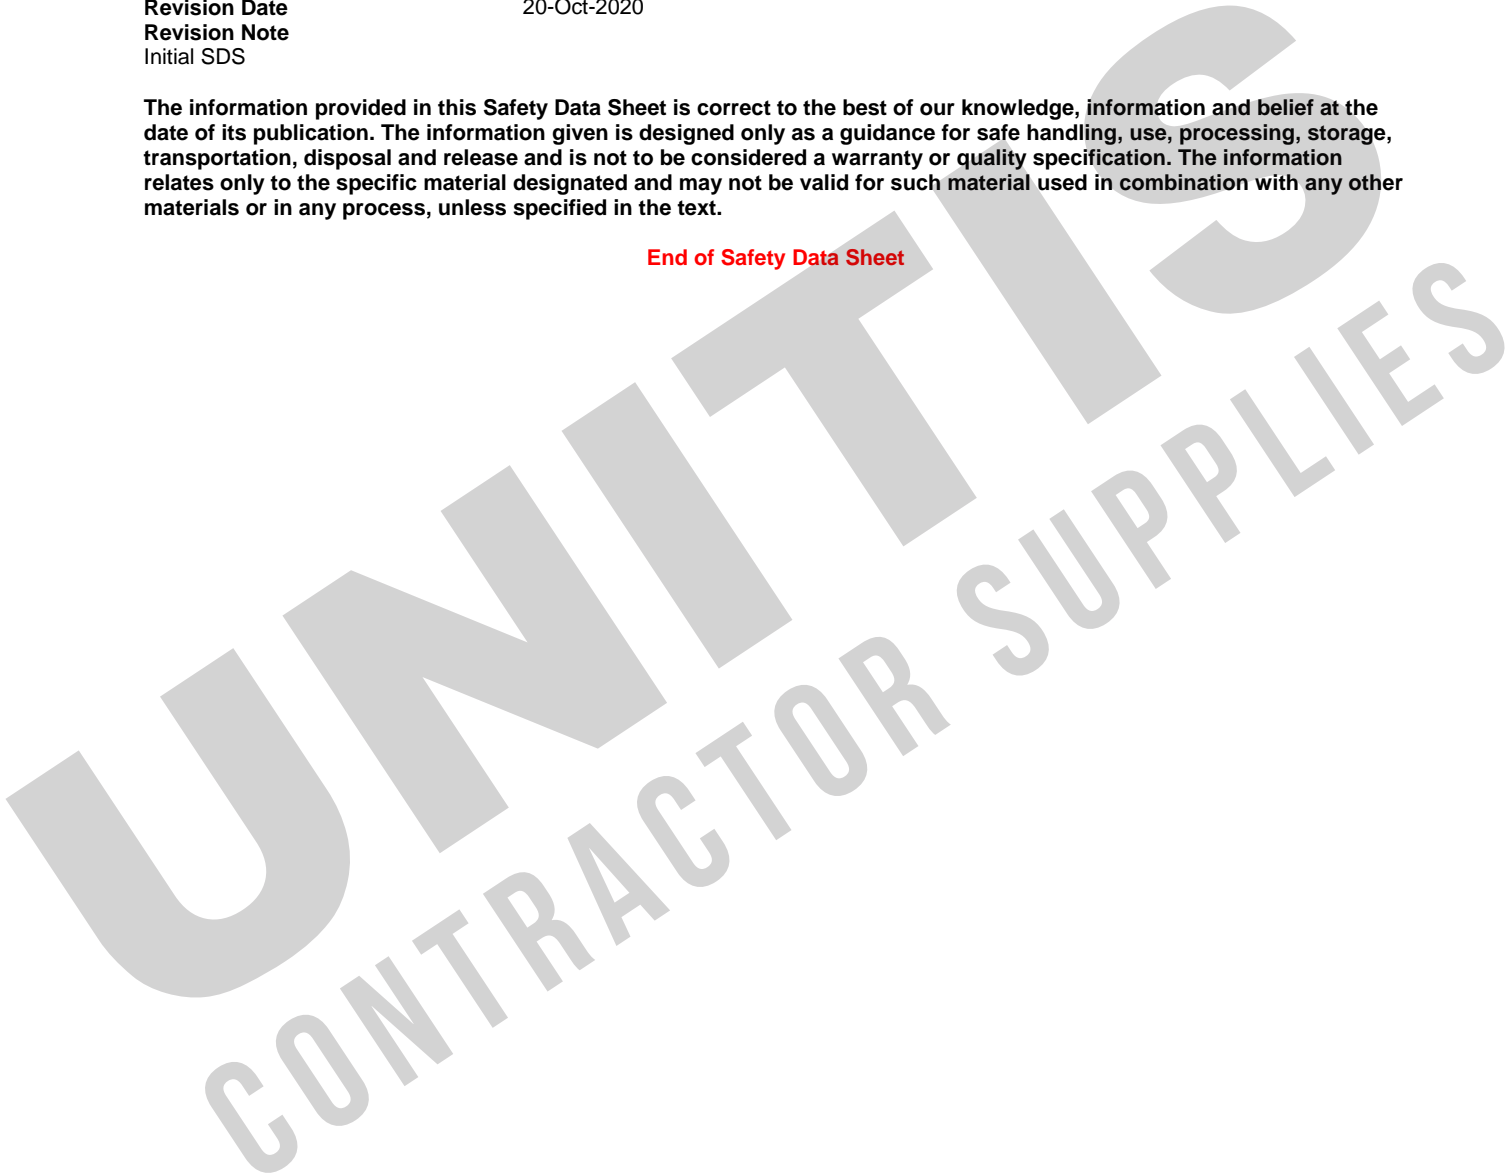 Revision Date 20-Oct-2020
Revision Note
Initial SDS
The information provided in this Safety Data Sheet is correct to the best of our knowledge, information and belief at the
date of its publication. The information given is designed only as a guidance for safe handling, use, processing, storage,
transportation, disposal and release and is not to be considered a warranty or quality specification. The information
relates only to the specific material designated and may not be valid for such material used in combination with any other
materials or in any process, unless specified in the text.
End of Safety Data Sheet
UNITIS
CONTRACTOR SUPPLIES